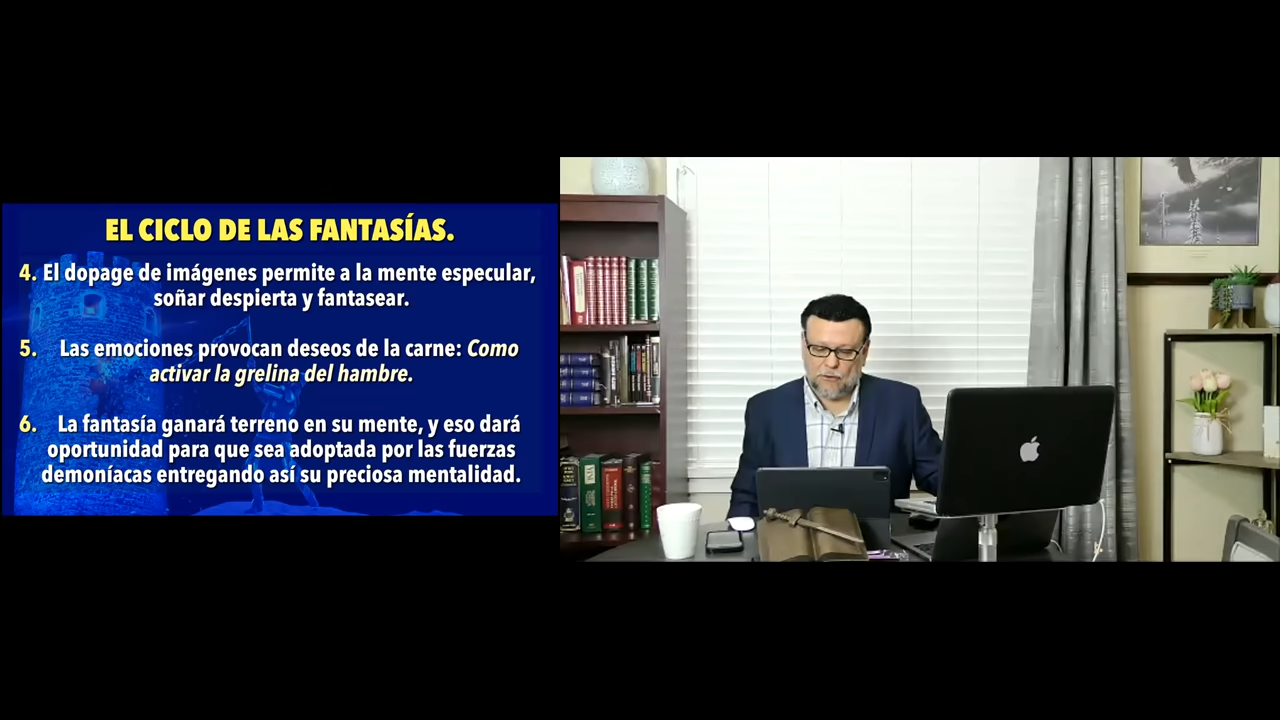 EL CICLO DE LAS FANTASÍAS.
4. El dopage de imágenes permite a la mente especular,
soñar despierta y fantasear.
5. Las emociones provocan deseos de la carne: Como
activar la grelina del hambre.
6. La fantasía ganará terreno en su mente, y eso dará
oportunidad para que sea adoptada por las fuerzas
demoníacas entregando así su preciosa mentalidad.